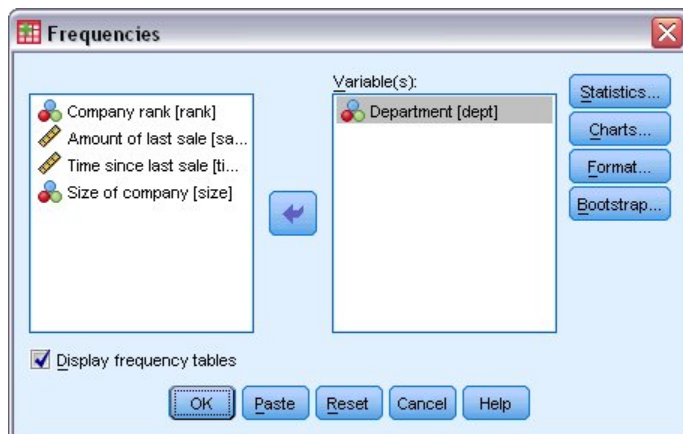 Frequencies
Company rank [rank]
Amount of last sale [sa...
Time since last sale [ti...
Size of company [size]
Variable(s):
Department [dept]
Statistics...
Charts...
Format...
Bootstrap...
Display frequency tables
OK
Paste
Reset
Cancel
Help